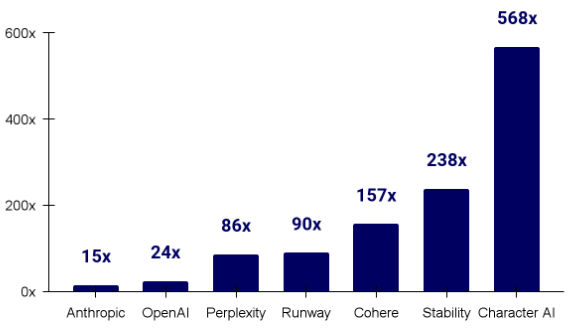 568x
600x
400x
238x
200x
157x
86x
90x
15x
24x
0x
Anthropic OpenAI Perplexity Runway Cohere Stability Character AI